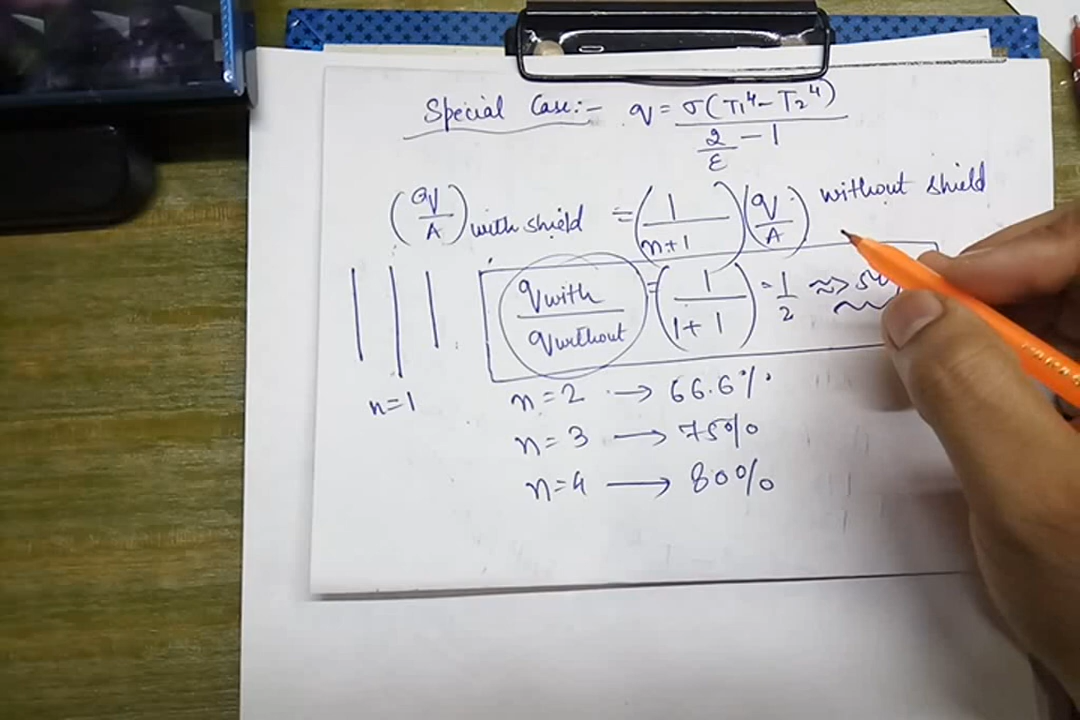 Special Case:- q = σ(T1⁴ - T2⁴) / (2/ε - 1)
(q/A) with shield = (1/(n+1)) (q/A) without shield
q with / q without = (1/(1+1)) = 1/2 ≈>
n=1
n=2 → 66.6%
n=3 → 75%
n=4 → 80%